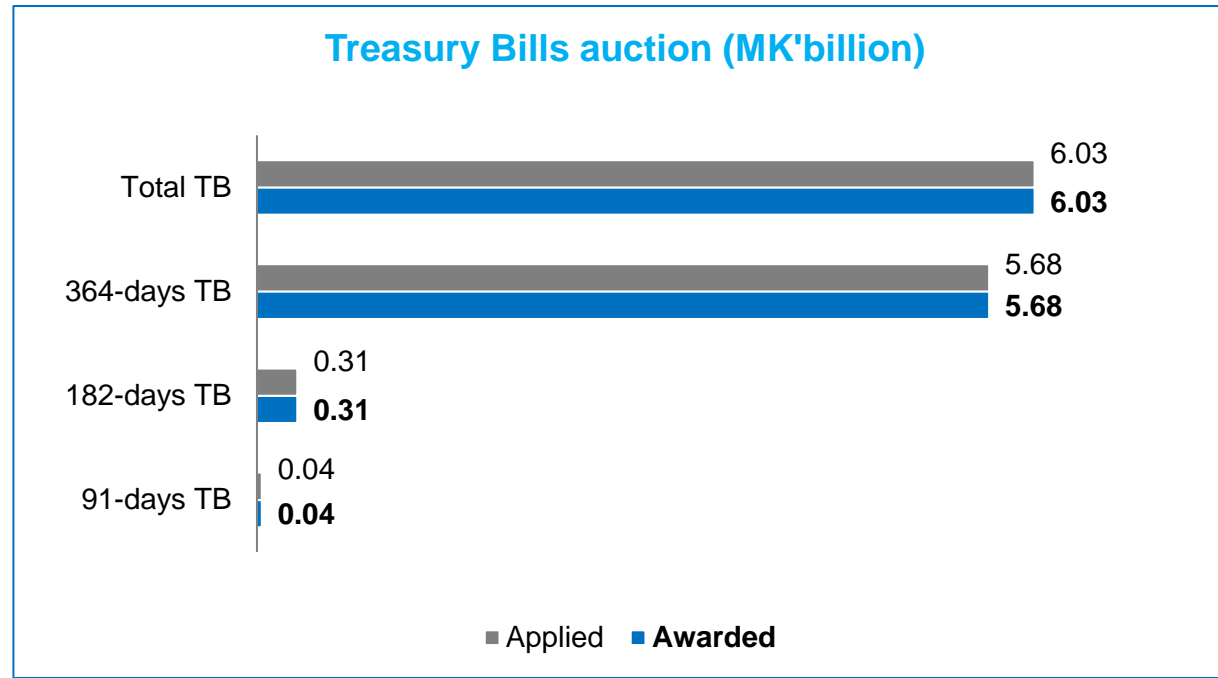 Treasury Bills auction (MK'billion)
Total TB
6.03
6.03
364-days TB
5.68
5.68
182-days TB
0.31
0.31
91-days TB
0.04
0.04
Applied Awarded